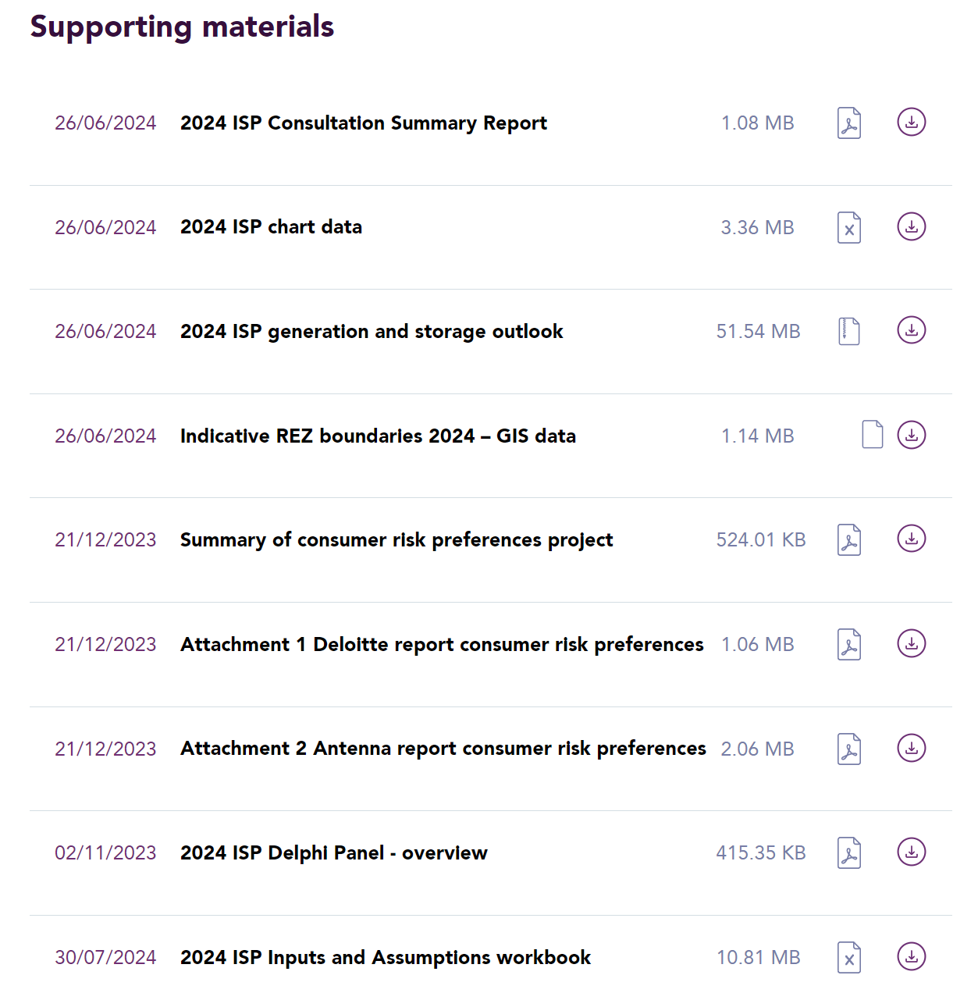 Supporting materials
26/06/2024 2024 ISP Consultation Summary Report 1.08 MB
26/06/2024 2024 ISP chart data 3.36 MB
26/06/2024 2024 ISP generation and storage outlook 51.54 MB
26/06/2024 Indicative REZ boundaries 2024 – GIS data 1.14 MB
21/12/2023 Summary of consumer risk preferences project 524.01 KB
21/12/2023 Attachment 1 Deloitte report consumer risk preferences 1.06 MB
21/12/2023 Attachment 2 Antenna report consumer risk preferences 2.06 MB
02/11/2023 2024 ISP Delphi Panel - overview 415.35 KB
30/07/2024 2024 ISP Inputs and Assumptions workbook 10.81 MB